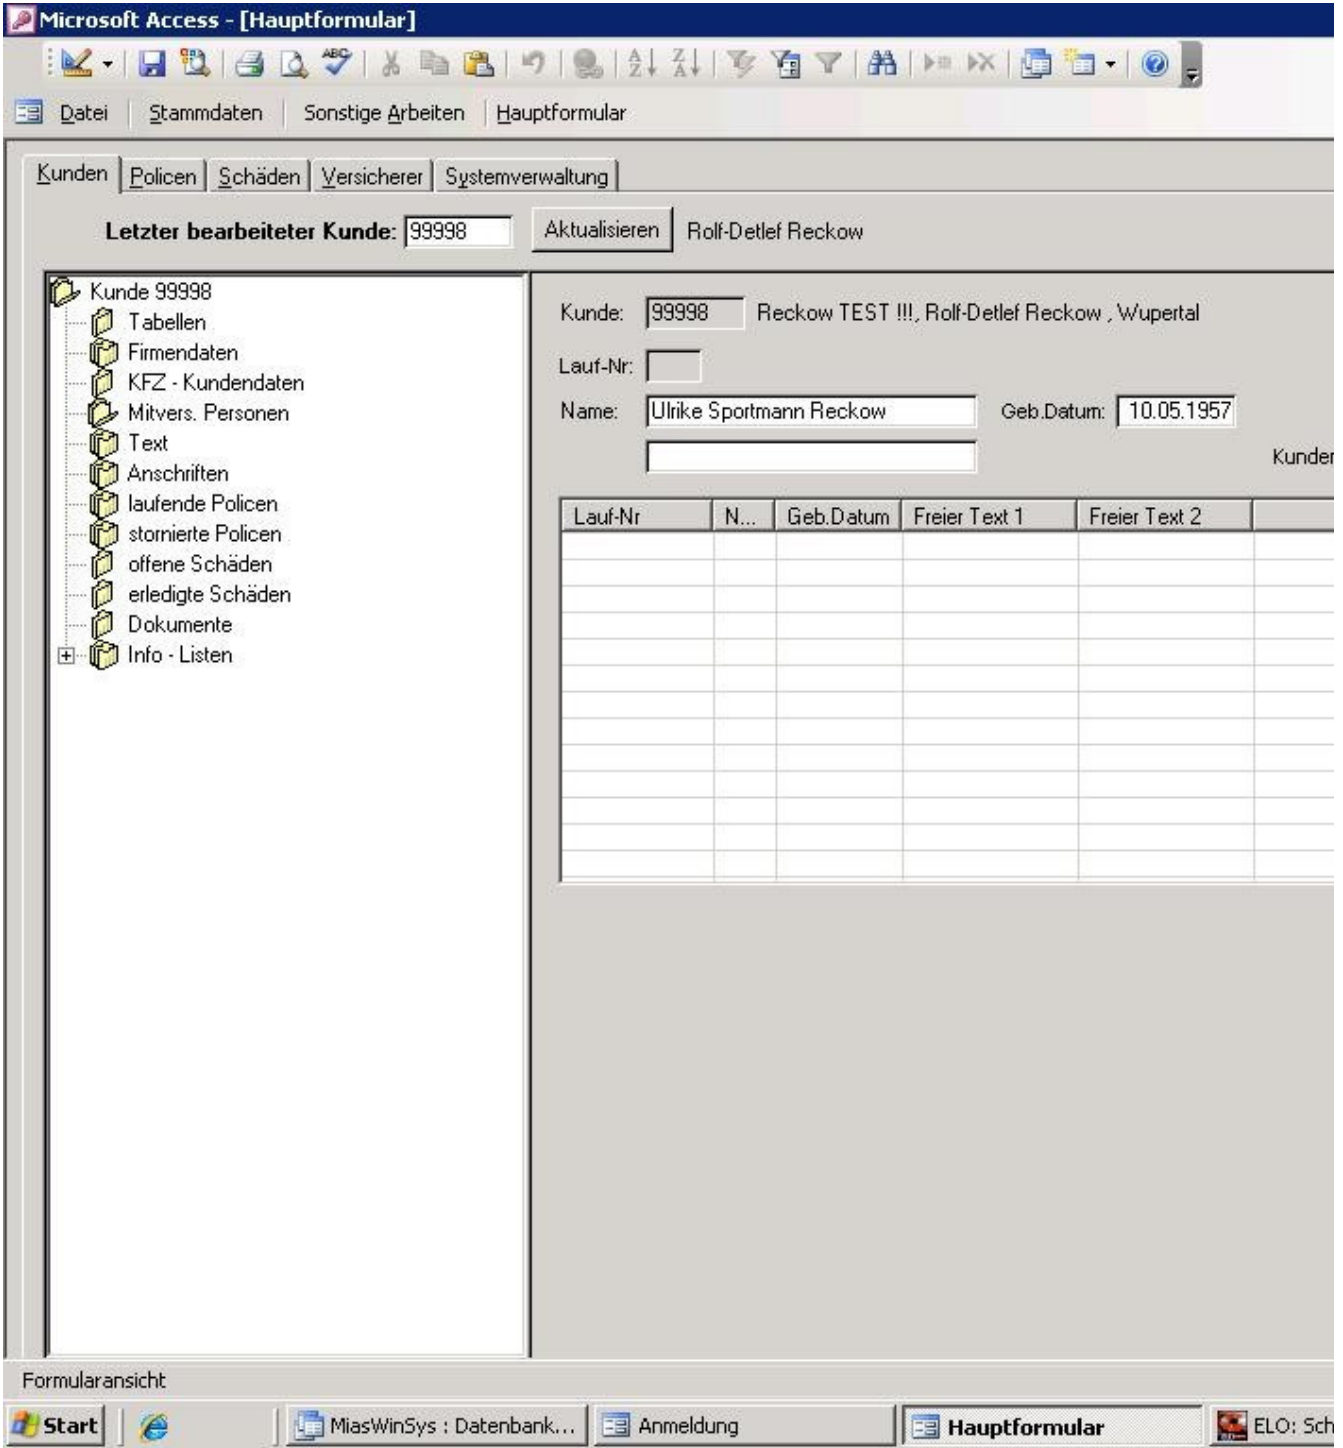 Microsoft Access - [Hauptformular]
Datei Stammdaten Sonstige Arbeiten Hauptformular
Kunden Policen Schäden Versicherer Systemverwaltung
Letzter bearbeiteter Kunde: 99998 Aktualisieren Rolf-Detlef Reckow
Kunde 99998
Tabellen
Firmendaten
KFZ - Kundendaten
Mitvers. Personen
Text
Anschriften
laufende Policen
stornierte Policen
offene Schäden
erledigte Schäden
Dokumente
Info - Listen
Kunde: 99998 Reckow TEST !!!, Rolf-Detlef Reckow , Wupertal
Lauf-Nr:
Name: Ulrike Sportmann Reckow Geb.Datum: 10.05.1957
Kunden
Lauf-Nr N... Geb.Datum Freier Text 1 Freier Text 2
Formularansicht
Start MiasWinSys : Datenbank... Anmeldung Hauptformular ELO: Sch